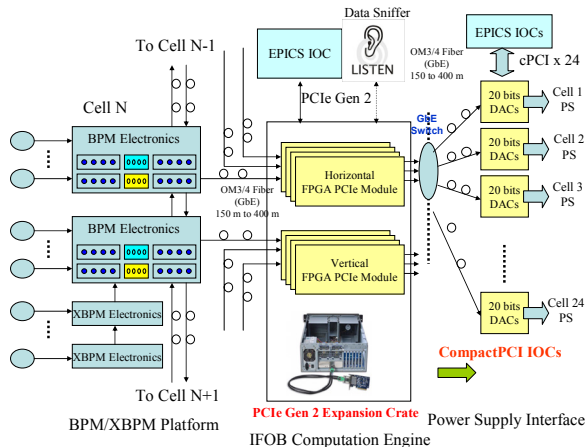 To Cell N-1
Cell N
BPM Electronics
BPM Electronics
XBPM Electronics
XBPM Electronics
To Cell N+1
BPM/XBPM Platform
OM3/4 Fiber
(GbE)
150 m to 400 m
EPICS IOC
Data Sniffer
LISTEN
PCIe Gen 2
Horizontal
FPGA PCIe Module
Vertical
FPGA PCIe Module
PCIe Gen 2 Expansion Crate
IFOB Computation Engine
OM3/4 Fiber
(GbE)
150 to 400 m
GbE
Switch
EPICS IOCs
cPCI x 24
20 bits
DACs
Cell 1
PS
20 bits
DACs
Cell 2
PS
20 bits
DACs
Cell 3
PS
20 bits
DACs
Cell 24
PS
CompactPCI IOCs
Power Supply Interface